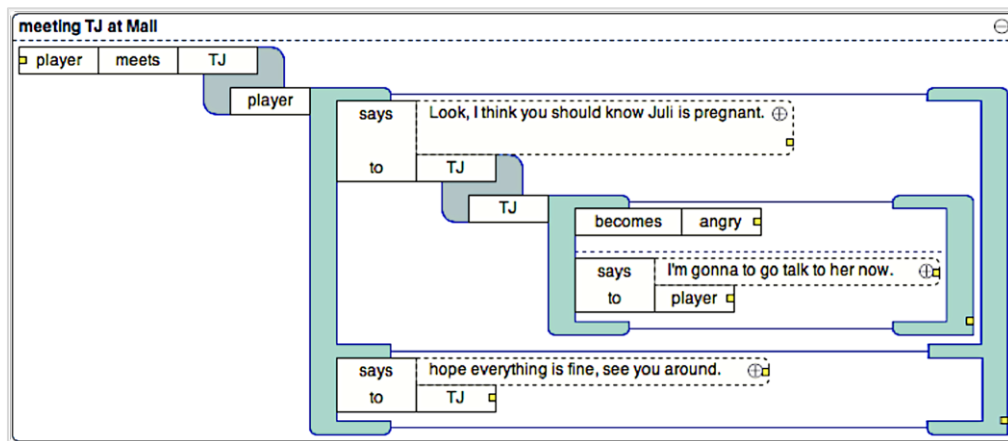 meeting TJ at Mall
player meets TJ
player
says Look, I think you should know Juli is pregnant.
to TJ
TJ
becomes angry
says I'm gonna to go talk to her now.
to player
says hope everything is fine, see you around.
to TJ